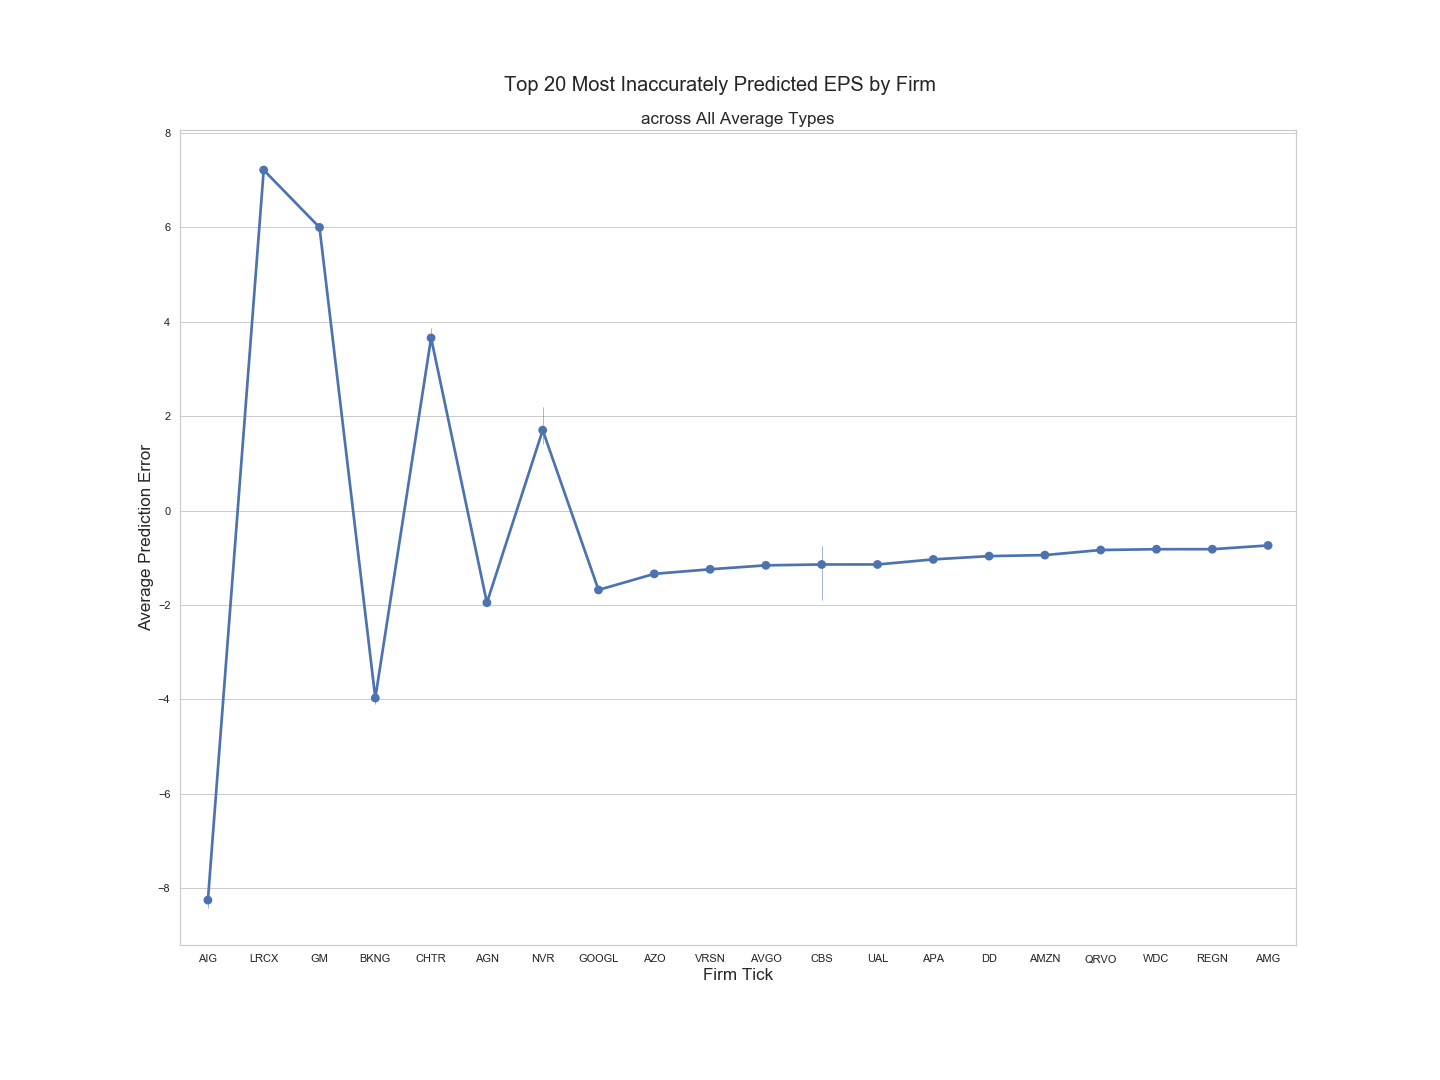 Top 20 Most Inaccurately Predicted EPS by Firm
across All Average Types
8
6
4
2
0
−2
−4
−6
−8
Average Prediction Error
AIG LRCX GM BKNG CHTR AGN NVR GOOGL AZO VRSN AVGO CBS UAL APA DD AMZN QRVO WDC REGN AMG
Firm Tick